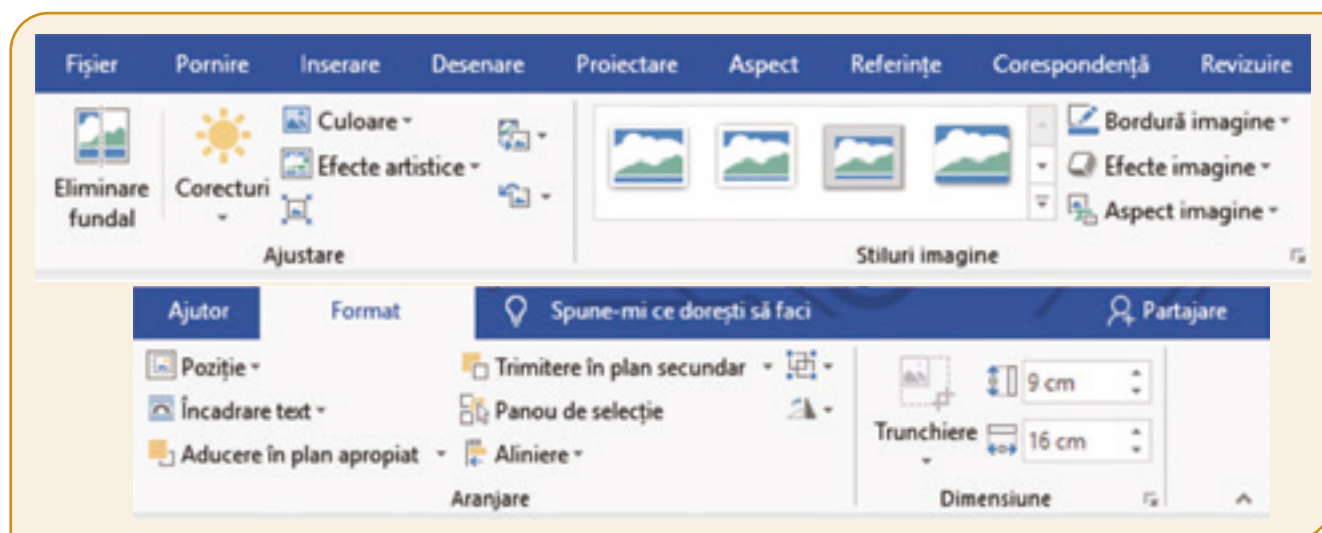 Fișier Pornire Inserare Desenare Proiectare Aspect Referințe Corespondență Revizuire
Eliminare fundal
Corecturi
Culoare
Efecte artistice
Ajustare
Bordură imagine
Efecte imagine
Aspect imagine
Stiluri imagine
Ajutor Format Spune-mi ce dorești să faci Partajare
Poziție
Încadrare text
Aducere în plan apropiat
Trimitere în plan secundar
Panou de selecție
Aliniere
Aranjare
Trunchiere
9 cm
16 cm
Dimensiune